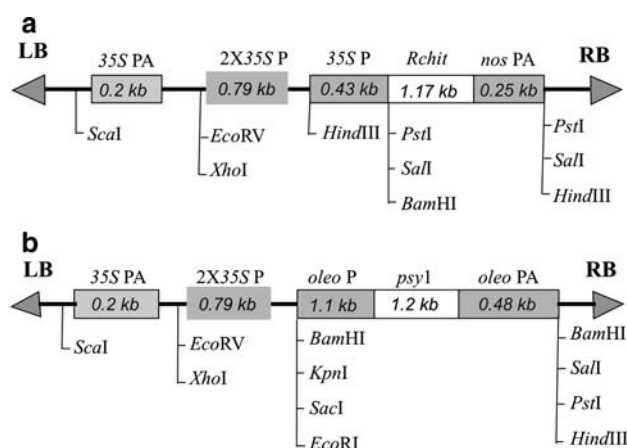 a
LB 35S PA 2X35S P 35S P Rchit nos PA RB
0.2 kb 0.79 kb 0.43 kb 1.17 kb 0.25 kb
ScaI EcoRV HindIII PstI PstI
XhoI SalI SalI
BamHI HindIII
b
LB 35S PA 2X35S P oleo P psy1 oleo PA RB
0.2 kb 0.79 kb 1.1 kb 1.2 kb 0.48 kb
ScaI EcoRV BamHI BamHI
XhoI KpnI SalI
SacI PstI
EcoRI HindIII